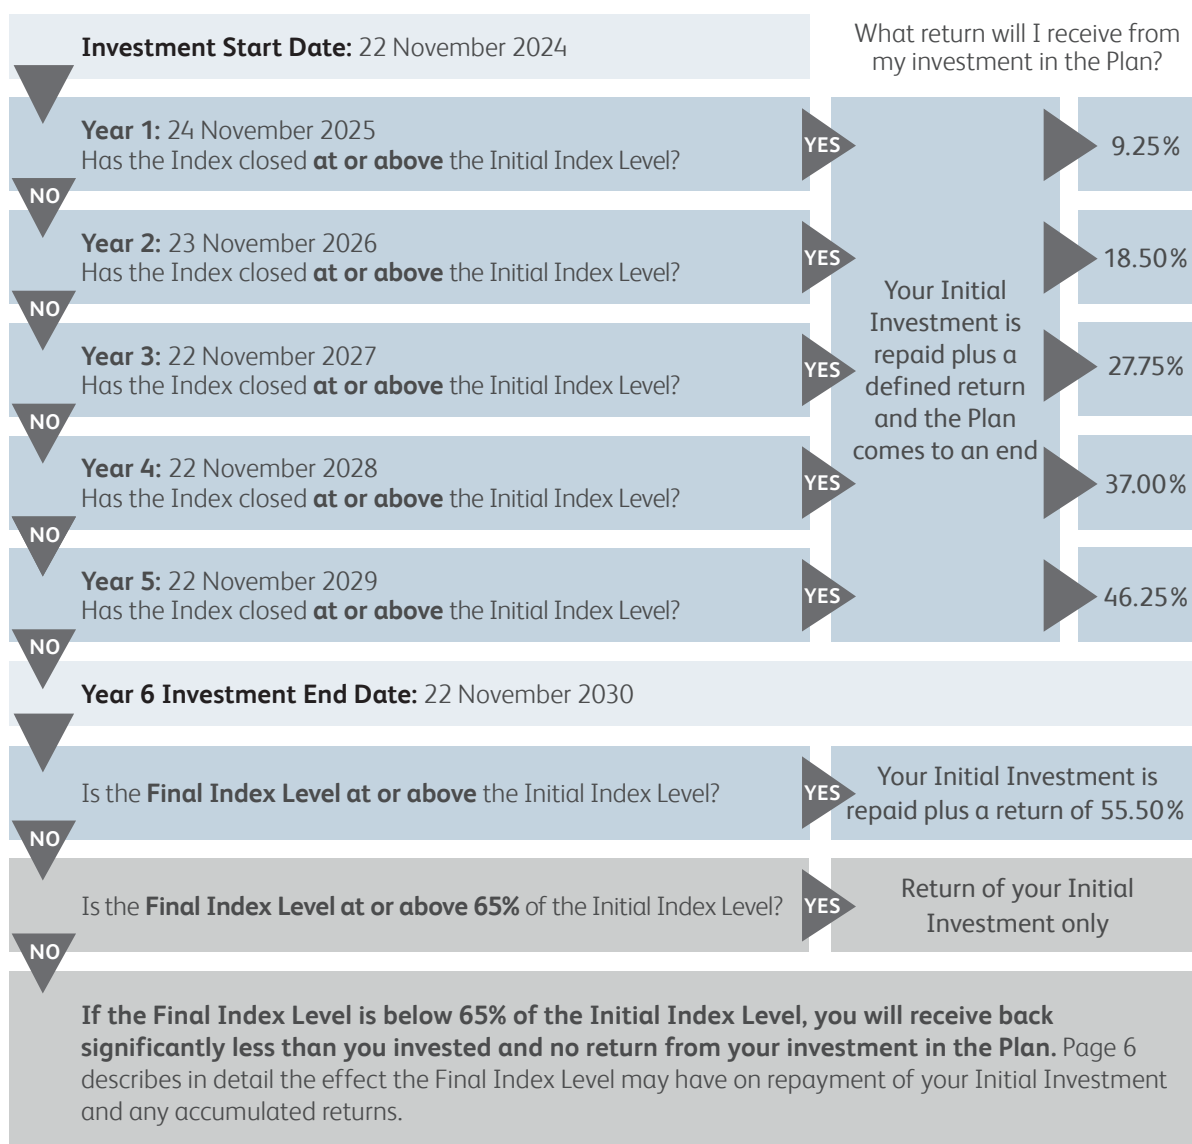 Investment Start Date: 22 November 2024
What return will I receive from
my investment in the Plan?
Year 1: 24 November 2025
Has the Index closed at or above the Initial Index Level?
YES
9.25%
NO
Year 2: 23 November 2026
Has the Index closed at or above the Initial Index Level?
YES
18.50%
NO
Year 3: 22 November 2027
Has the Index closed at or above the Initial Index Level?
YES
27.75%
NO
Year 4: 22 November 2028
Has the Index closed at or above the Initial Index Level?
YES
37.00%
NO
Year 5: 22 November 2029
Has the Index closed at or above the Initial Index Level?
YES
46.25%
Your Initial
Investment is
repaid plus a
defined return
and the Plan
comes to an end
NO
Year 6 Investment End Date: 22 November 2030
Is the Final Index Level at or above the Initial Index Level?
YES
Your Initial Investment is
repaid plus a return of 55.50%
NO
Is the Final Index Level at or above 65% of the Initial Index Level?
YES
Return of your Initial
Investment only
NO
If the Final Index Level is below 65% of the Initial Index Level, you will receive back
significantly less than you invested and no return from your investment in the Plan. Page 6
describes in detail the effect the Final Index Level may have on repayment of your Initial Investment
and any accumulated returns.